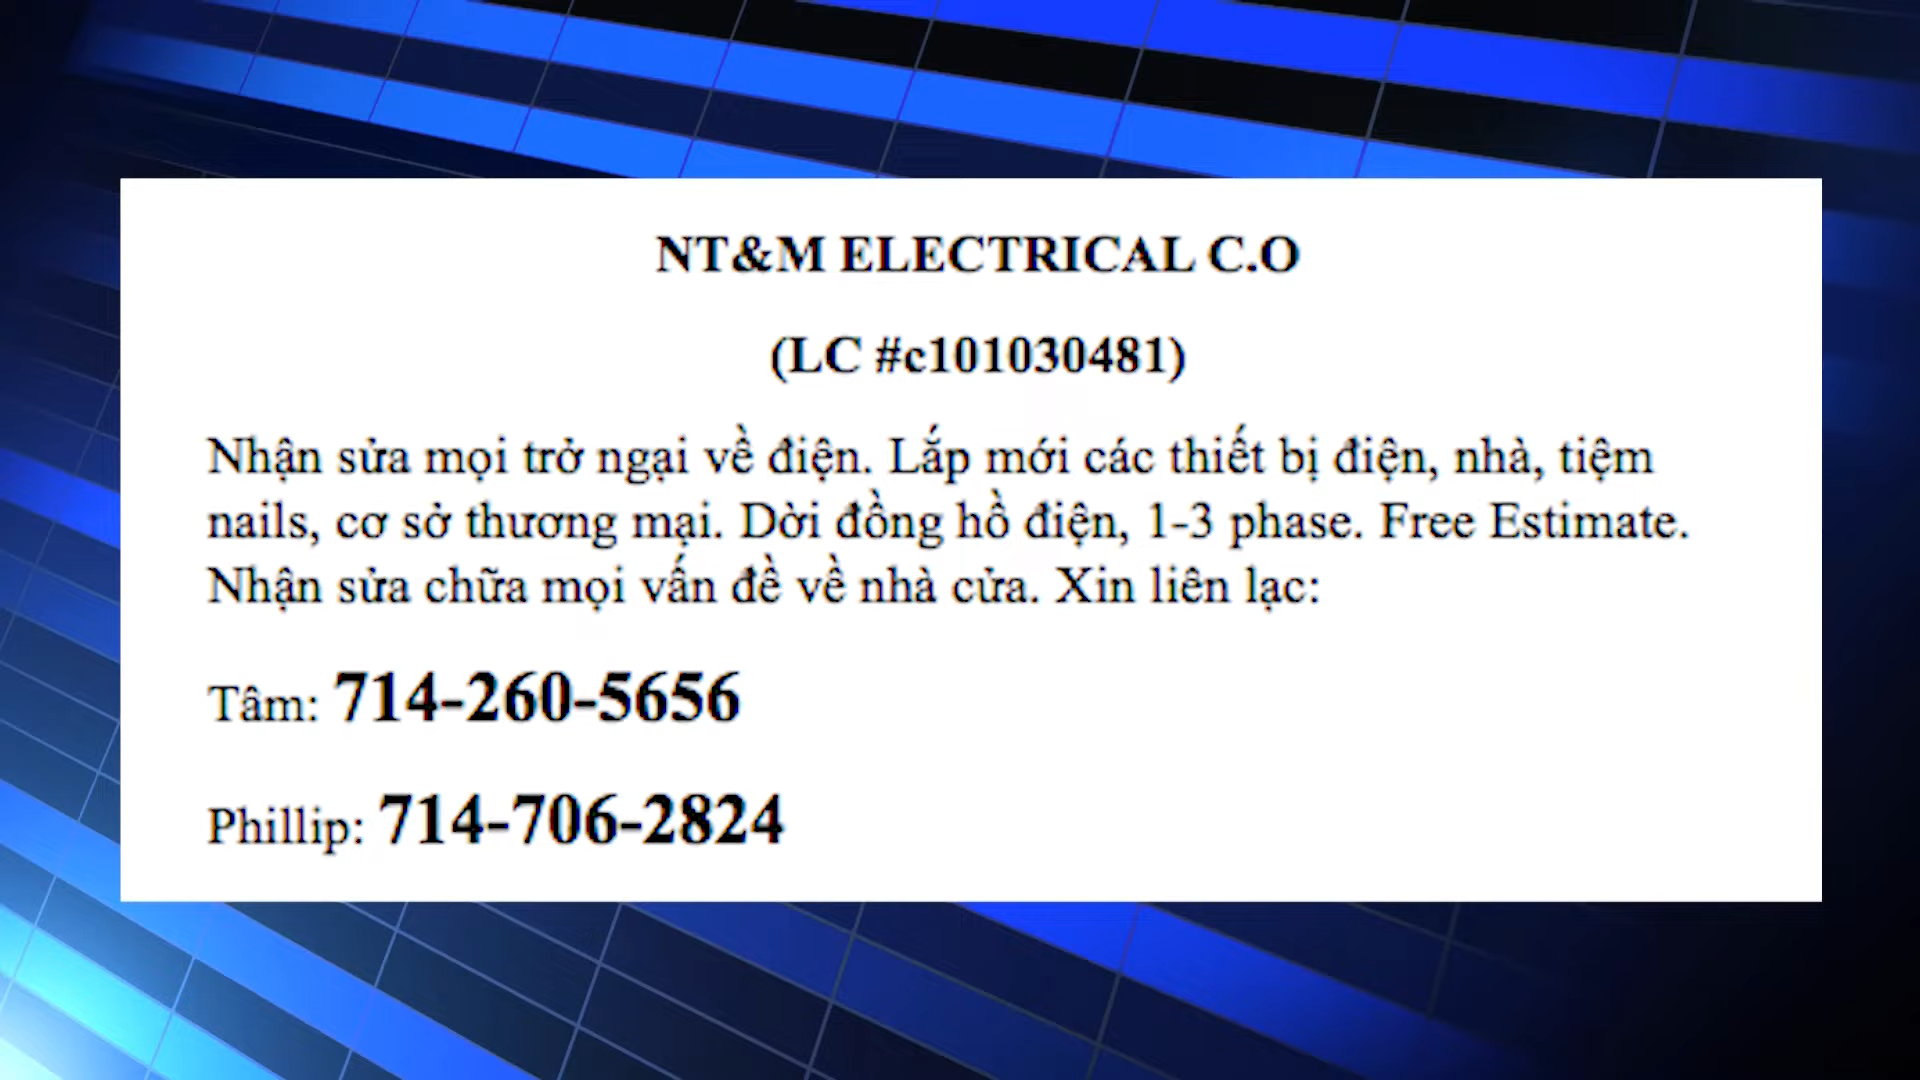 NT&M ELECTRICAL C.O
(LC #c101030481)
Nhận sửa mọi trở ngại về điện. Lắp mới các thiết bị điện, nhà, tiệm
nails, cơ sở thương mại. Dời đồng hồ điện, 1-3 phase. Free Estimate.
Nhận sửa chữa mọi vấn đề về nhà cửa. Xin liên lạc:
Tâm: 714-260-5656
Phillip: 714-706-2824